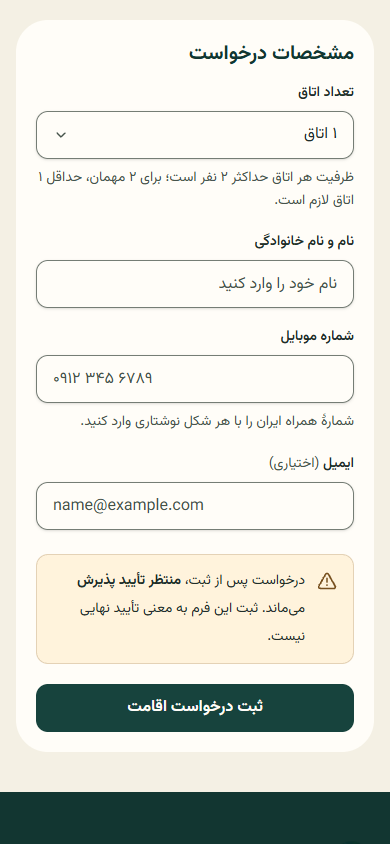 مشخصات درخواست
تعداد اتاق
۱ اتاق
ظرفیت هر اتاق حداکثر ۲ نفر است؛ برای ۲ مهمان، حداقل ۱
اتاق لازم است.
نام و نام خانوادگی
نام خود را وارد کنید
شماره موبایل
۰۹۱۲ ۳۴۵ ۶۷۸۹
شمارهٔ همراه ایران را با هر شکل نوشتاری وارد کنید.
ایمیل (اختیاری)
name@example.com
درخواست پس از ثبت، منتظر تأیید پذیرش
می‌ماند. ثبت این فرم به معنی تأیید نهایی
نیست.
ثبت درخواست اقامت